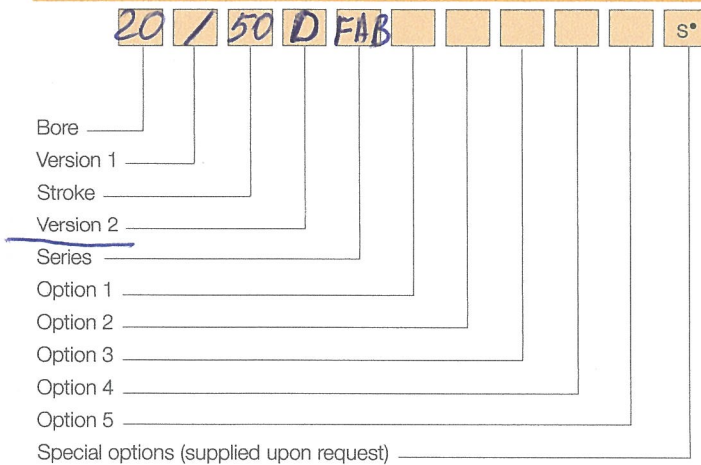 20 / 50 D FAB s•
Bore
Version 1
Stroke
Version 2
Series
Option 1
Option 2
Option 3
Option 4
Option 5
Special options (supplied upon request)